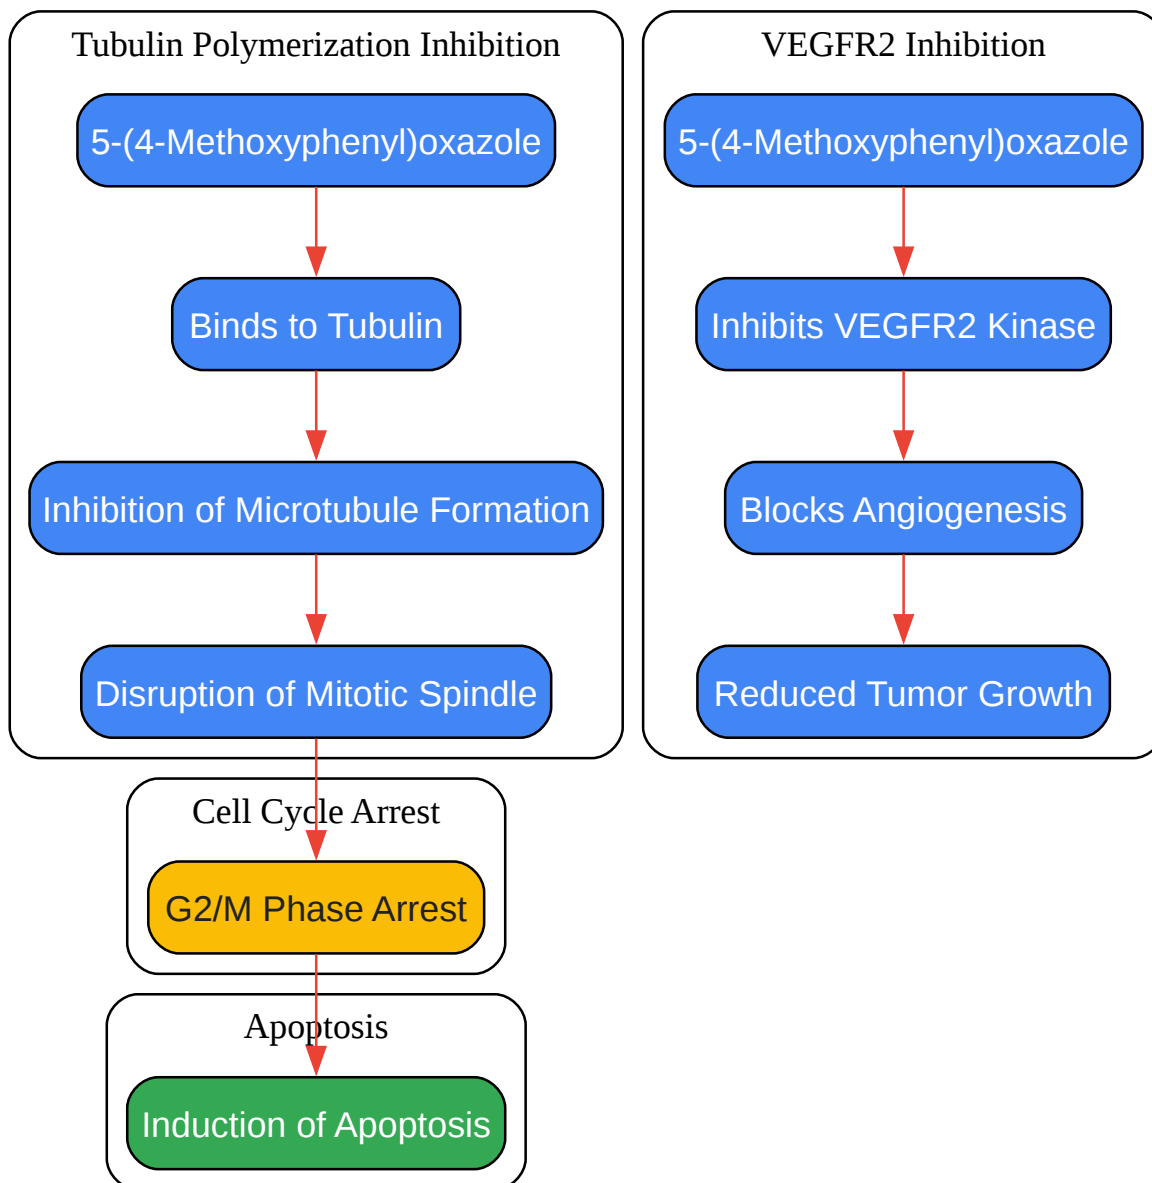 Tubulin Polymerization Inhibition
5-(4-Methoxyphenyl)oxazole
Binds to Tubulin
Inhibition of Microtubule Formation
Disruption of Mitotic Spindle
Cell Cycle Arrest
G2/M Phase Arrest
Apoptosis
Induction of Apoptosis
VEGFR2 Inhibition
5-(4-Methoxyphenyl)oxazole
Inhibits VEGFR2 Kinase
Blocks Angiogenesis
Reduced Tumor Growth